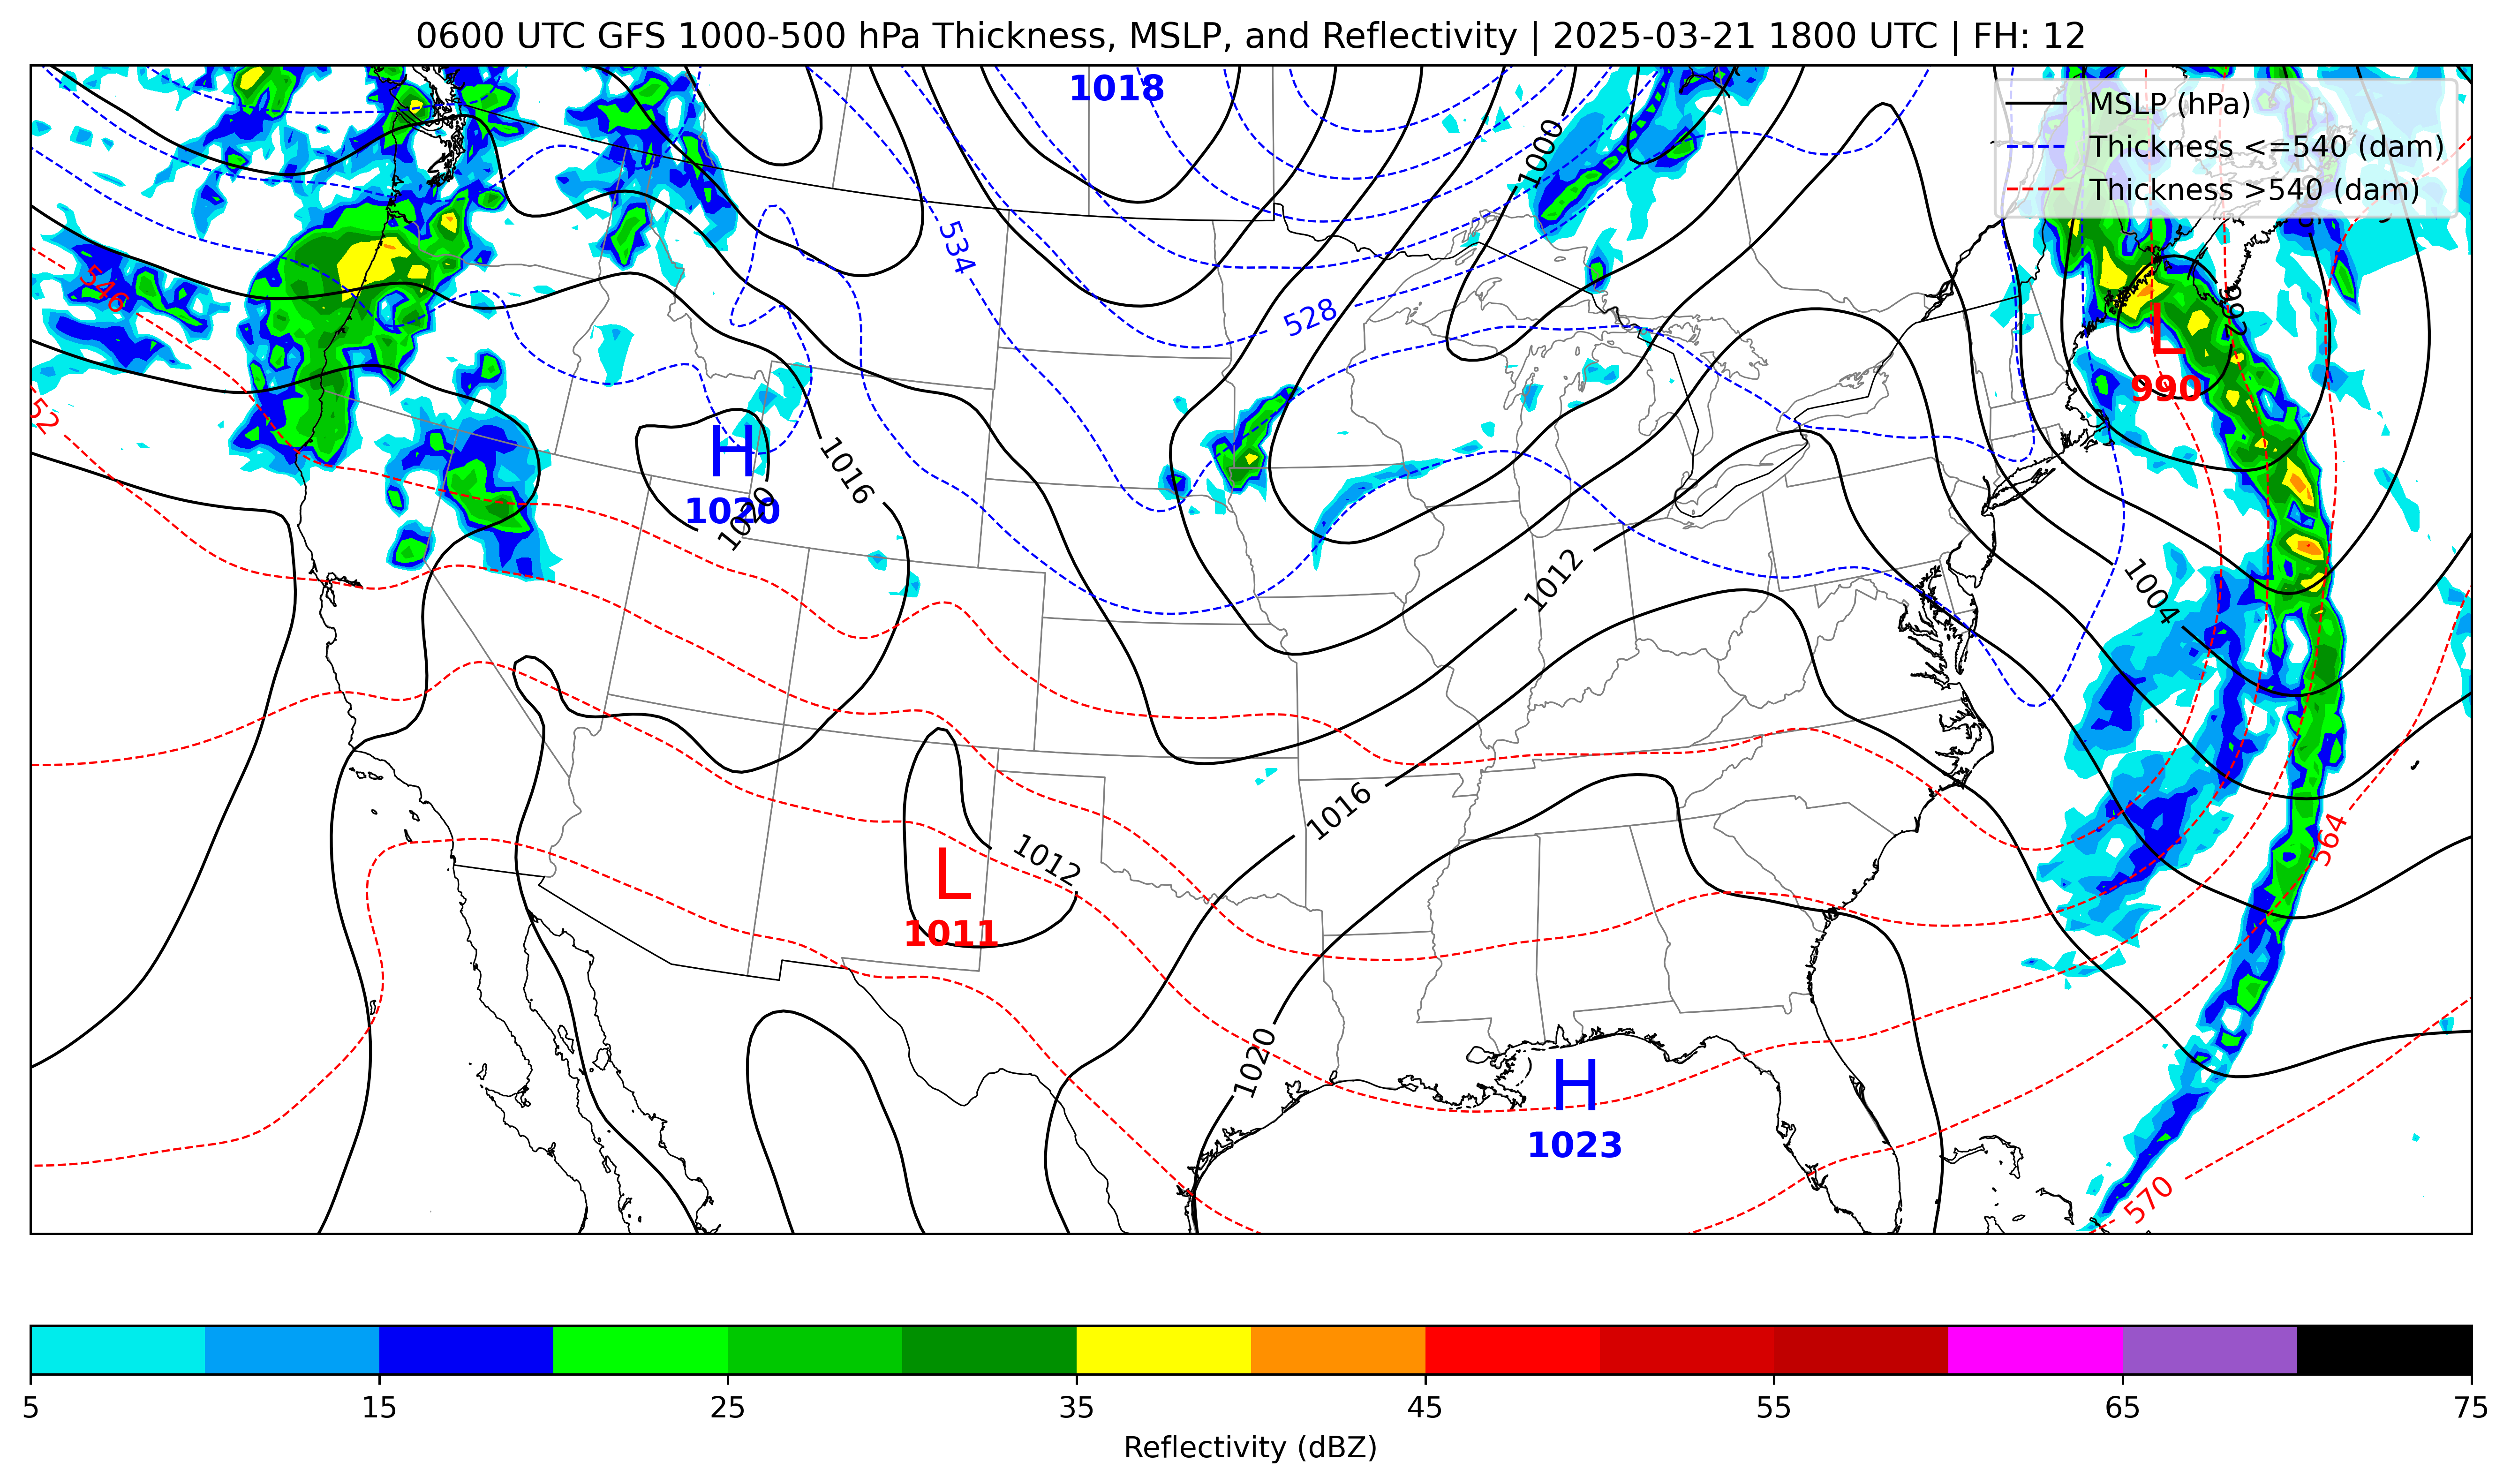 0600 UTC GFS 1000-500 hPa Thickness, MSLP, and Reflectivity | 2025-03-21 1800 UTC | FH: 12
1018
MSLP (hPa)
Thickness <=540 (dam)
Thickness >540 (dam)
1000
534
546
528
992
L
990
52
H
1020
1020
1016
1012
1004
1016
1012
564
L
1011
1020
H
1023
570
5 15 25 35 45 55 65 75
Reflectivity (dBZ)